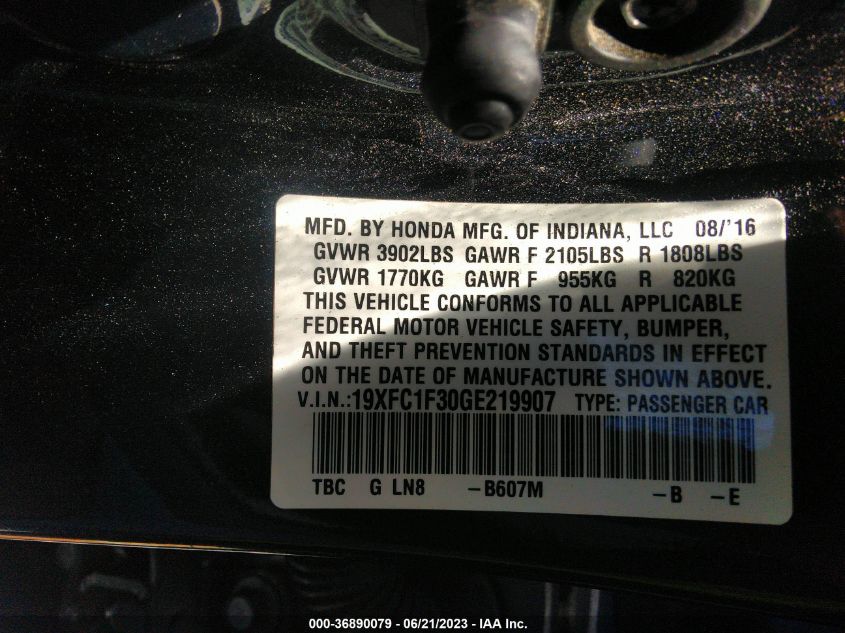 MFD. BY HONDA MFG. OF INDIANA, LLC 08/'16
GVWR 3902LBS GAWR F 2105LBS R 1808LBS
GVWR 1770KG GAWR F 955KG R 820KG
THIS VEHICLE CONFORMS TO ALL APPLICABLE
FEDERAL MOTOR VEHICLE SAFETY, BUMPER,
AND THEFT PREVENTION STANDARDS IN EFFECT
ON THE DATE OF MANUFACTURE SHOWN ABOVE.
V.I.N.:19XFC1F30GE219907 TYPE: PASSENGER CAR
TBC G LN8 -B607M -B -E
000-36890079 - 06/21/2023 - IAA Inc.